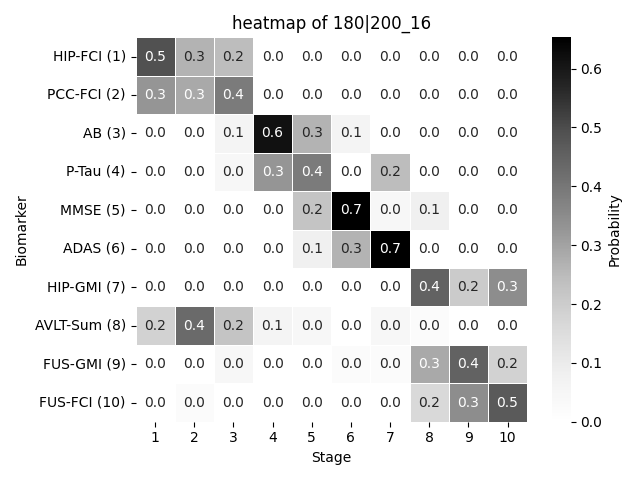 heatmap of 180|200_16
HIP-FCI (1) 0.5 0.3 0.2 0.0 0.0 0.0 0.0 0.0 0.0 0.0
PCC-FCI (2) 0.3 0.3 0.4 0.0 0.0 0.0 0.0 0.0 0.0 0.0
AB (3) 0.0 0.0 0.1 0.6 0.3 0.1 0.0 0.0 0.0 0.0
P-Tau (4) 0.0 0.0 0.0 0.3 0.4 0.0 0.2 0.0 0.0 0.0
MMSE (5) 0.0 0.0 0.0 0.0 0.2 0.7 0.0 0.1 0.0 0.0
ADAS (6) 0.0 0.0 0.0 0.0 0.1 0.3 0.7 0.0 0.0 0.0
HIP-GMI (7) 0.0 0.0 0.0 0.0 0.0 0.0 0.0 0.4 0.2 0.3
AVLT-Sum (8) 0.2 0.4 0.2 0.1 0.0 0.0 0.0 0.0 0.0 0.0
FUS-GMI (9) 0.0 0.0 0.0 0.0 0.0 0.0 0.0 0.3 0.4 0.2
FUS-FCI (10) 0.0 0.0 0.0 0.0 0.0 0.0 0.0 0.2 0.3 0.5
1 2 3 4 5 6 7 8 9 10
Stage
Biomarker
0.6
0.5
0.4
0.3
0.2
0.1
0.0
Probability